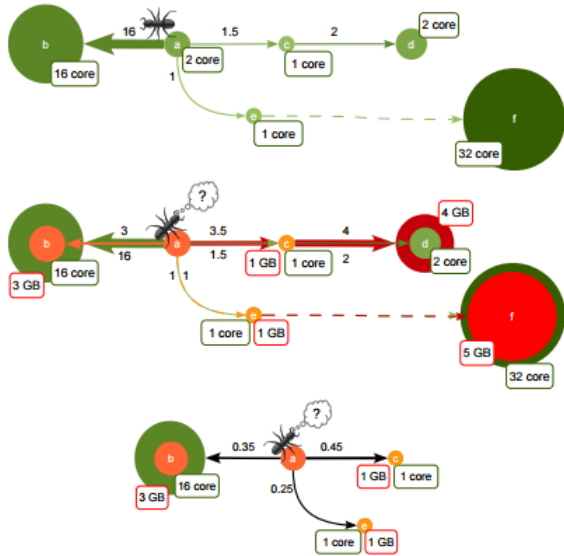 16 1.5 2 2 core
b a c d
16 core 2 core 1 core
1
e f
1 core
32 core
?
3 3.5 4 4 GB
b a c d
16 1.5 1 GB 1 core 2 2 core
3 GB 16 core
1 1
e f
1 core 1 GB 5 GB
32 core
?
0.35 0.45
b a c
16 core 1 GB 1 core
3 GB 0.25
e
1 core 1 GB